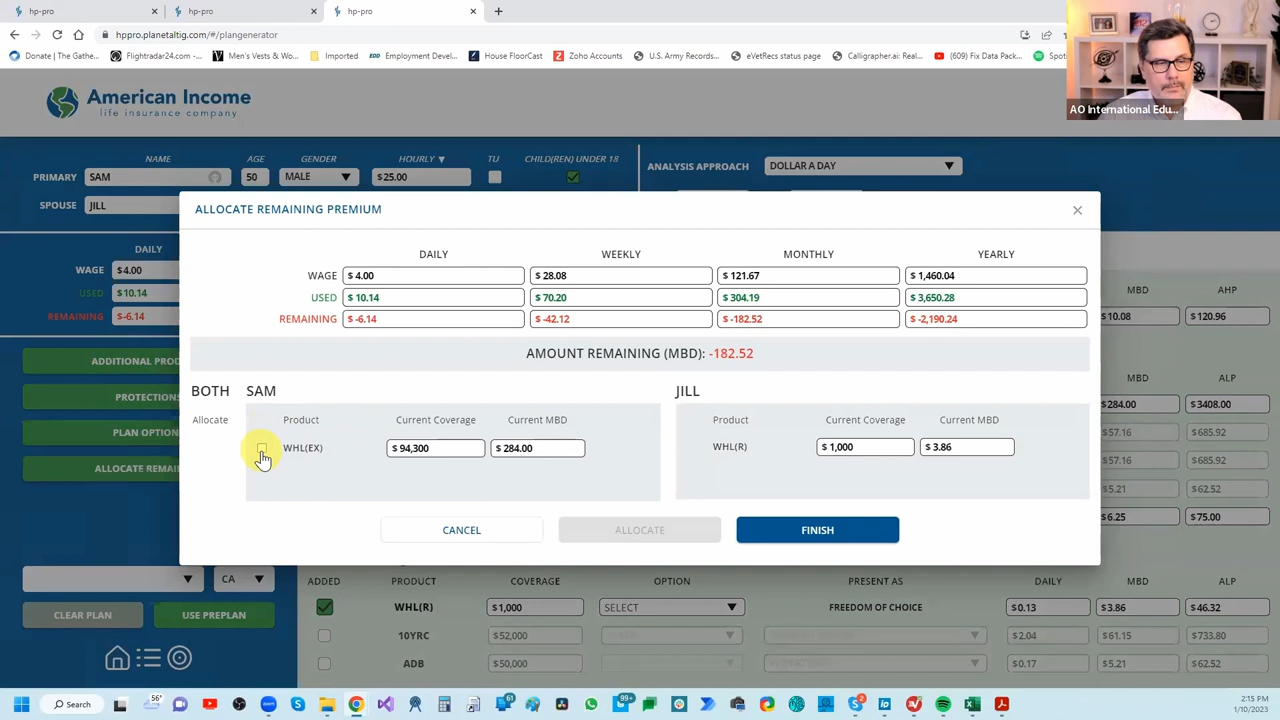 hp-pro × hp-pro × hp-pro × +
hppro.planetaltig.com/#/plangenerator
Donate | The Gathe... Flightradar24.com -... Men's Vests & Wo... Imported EDD Employment Devel... House FloorCast Zoho Accounts U.S. Army Records... eVetRecs status page Calligrapher.ai: Real... (609) Fix Data Pack... Spot
AO International Edu...
American Income
life insurance company
NAME AGE GENDER HOURLY ▼ TU CHILD(REN) UNDER 18 ANALYSIS APPROACH DOLLAR A DAY
PRIMARY SAM 50 MALE $25.00
SPOUSE JILL
DAILY
WAGE $4.00
USED $10.14
REMAINING $-6.14
ADDITIONAL PROD
PROTECTIONS
PLAN OPTION
ALLOCATE REMAI
CA
CLEAR PLAN USE PREPLAN
ALLOCATE REMAINING PREMIUM ×
DAILY WEEKLY MONTHLY YEARLY
WAGE $ 4.00 $ 28.08 $ 121.67 $ 1,460.04
USED $ 10.14 $ 70.20 $ 304.19 $ 3,650.28
REMAINING $ -6.14 $ -42.12 $ -182.52 $ -2,190.24
AMOUNT REMAINING (MBD): -182.52
BOTH SAM JILL
Allocate Product Current Coverage Current MBD Product Current Coverage Current MBD
WHL(EX) $ 94,300 $ 284.00 WHL(R) $ 1,000 $ 3.86
CANCEL ALLOCATE FINISH
MBD AHP
$10.08 $120.96
MBD ALP
$284.00 $3408.00
$57.16 $685.92
$57.16 $685.92
$5.21 $62.52
$6.25 $75.00
ADDED PRODUCT COVERAGE OPTION PRESENT AS DAILY MBD ALP
WHL(R) $1,000 SELECT FREEDOM OF CHOICE $0.13 $3.86 $46.32
10YRC $52,000 $2.04 $61.15 $733.80
ADB $50,000 $0.17 $5.21 $62.52
Search 56° 61 99+ 2 2:15 PM
1/10/2023